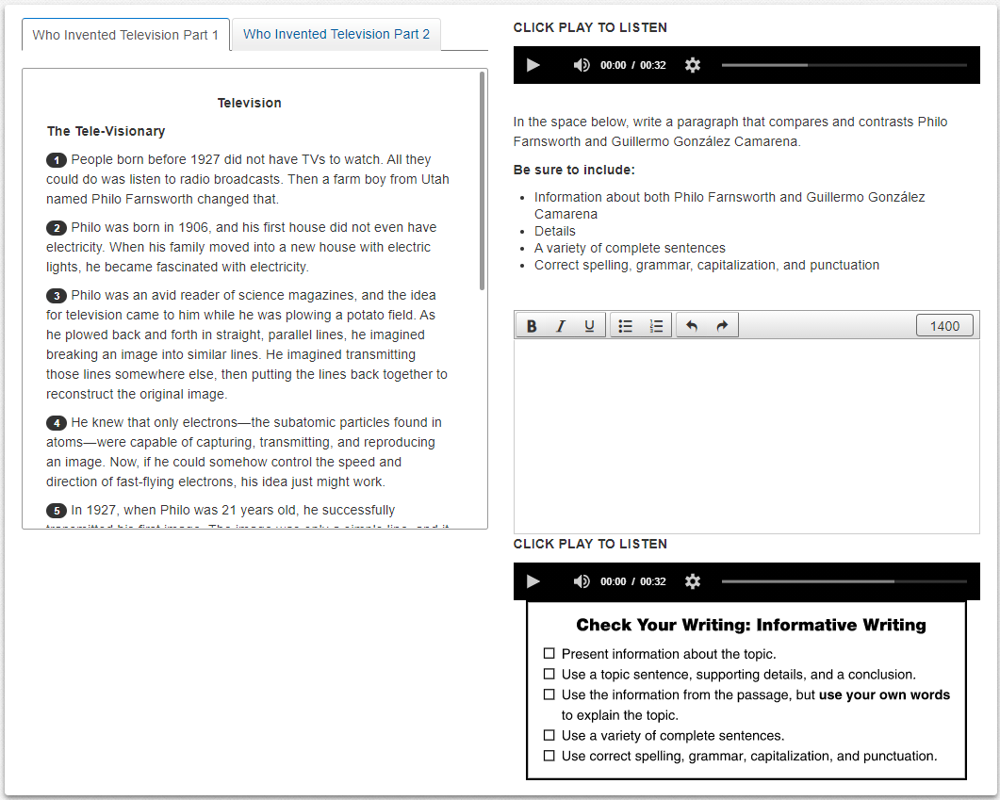 Who Invented Television Part 1
Who Invented Television Part 2
Television
The Tele-Visionary
1 People born before 1927 did not have TVs to watch. All they
could do was listen to radio broadcasts. Then a farm boy from Utah
named Philo Farnsworth changed that.
2 Philo was born in 1906, and his first house did not even have
electricity. When his family moved into a new house with electric
lights, he became fascinated with electricity.
3 Philo was an avid reader of science magazines, and the idea
for television came to him while he was plowing a potato field. As
he plowed back and forth in straight, parallel lines, he imagined
breaking an image into similar lines. He imagined transmitting
those lines somewhere else, then putting the lines back together to
reconstruct the original image.
4 He knew that only electrons—the subatomic particles found in
atoms—were capable of capturing, transmitting, and reproducing
an image. Now, if he could somehow control the speed and
direction of fast-flying electrons, his idea just might work.
5 In 1927, when Philo was 21 years old, he successfully
transmitted his first image. The image was only a simple line, and it
CLICK PLAY TO LISTEN
00:00 / 00:32
In the space below, write a paragraph that compares and contrasts Philo
Farnsworth and Guillermo González Camarena.
Be sure to include:
• Information about both Philo Farnsworth and Guillermo González
Camarena
• Details
• A variety of complete sentences
• Correct spelling, grammar, capitalization, and punctuation
B I U 1400
CLICK PLAY TO LISTEN
00:00 / 00:32
Check Your Writing: Informative Writing
Present information about the topic.
Use a topic sentence, supporting details, and a conclusion.
Use the information from the passage, but use your own words
to explain the topic.
Use a variety of complete sentences.
Use correct spelling, grammar, capitalization, and punctuation.